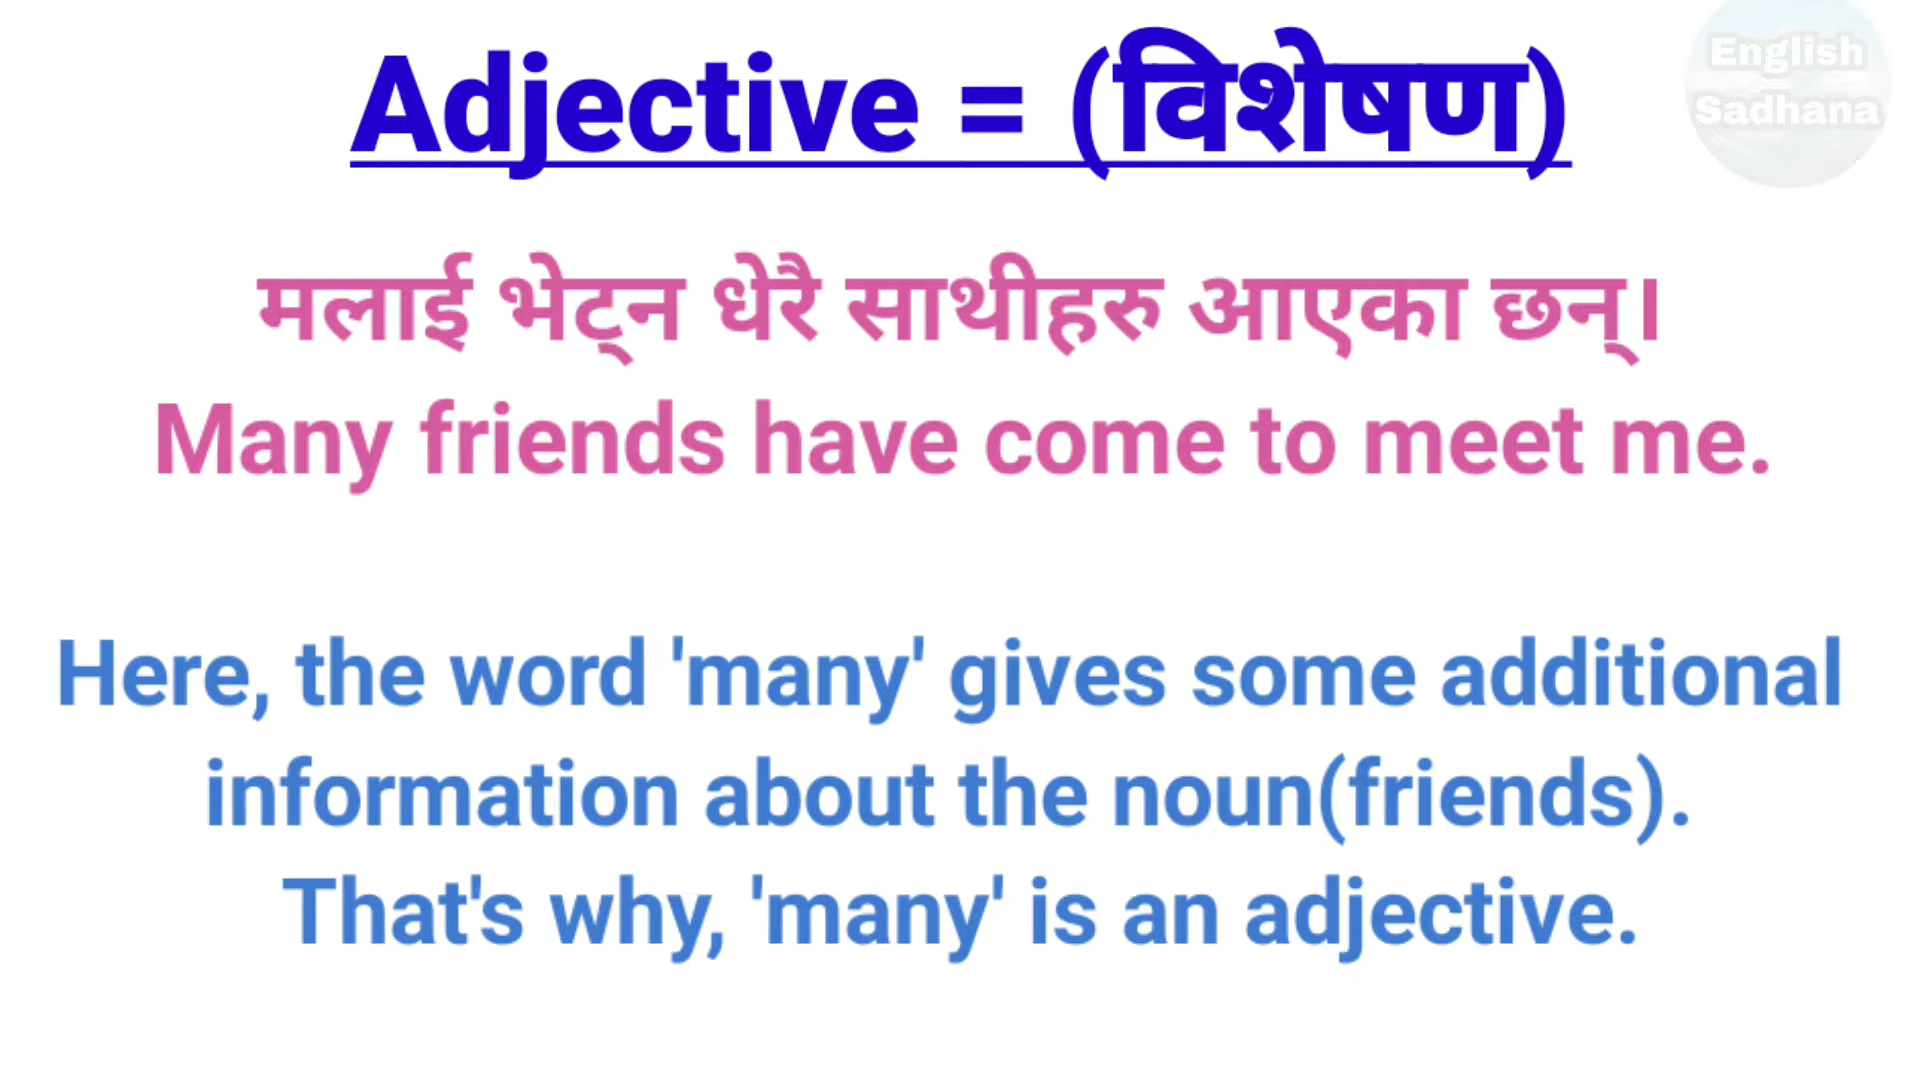 Adjective = (विशेषण)
English
Sadhana
मलाई भेट्न धेरै साथीहरु आएका छन्।
Many friends have come to meet me.
Here, the word 'many' gives some additional
information about the noun(friends).
That's why, 'many' is an adjective.